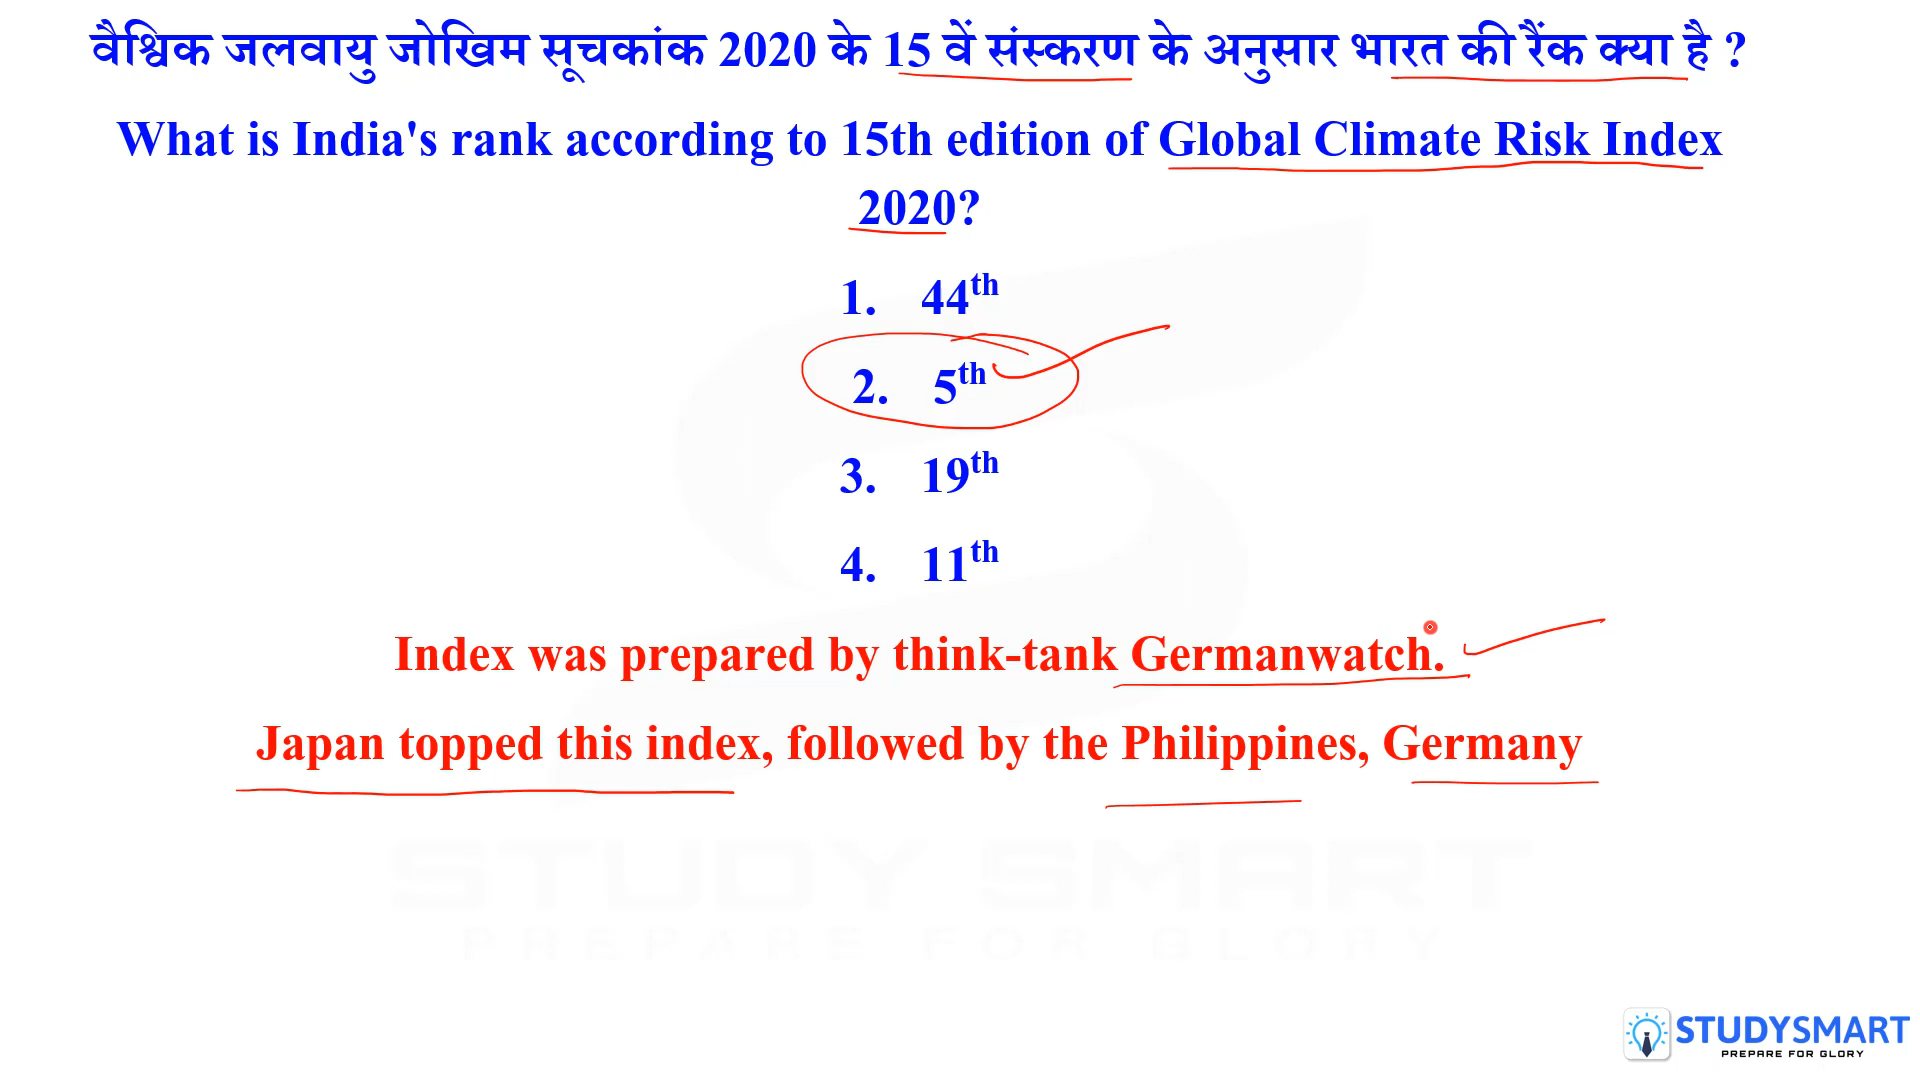 वैश्विक जलवायु जोखिम सूचकांक 2020 के 15 वें संस्करण के अनुसार भारत की रैंक क्या है ?
What is India's rank according to 15th edition of Global Climate Risk Index
2020?
1. 44th
2. 5th
3. 19th
4. 11th
Index was prepared by think-tank Germanwatch.
Japan topped this index, followed by the Philippines, Germany
STUDY SMART
PREPARE FOR GLORY
STUDYSMART
PREPARE FOR GLORY